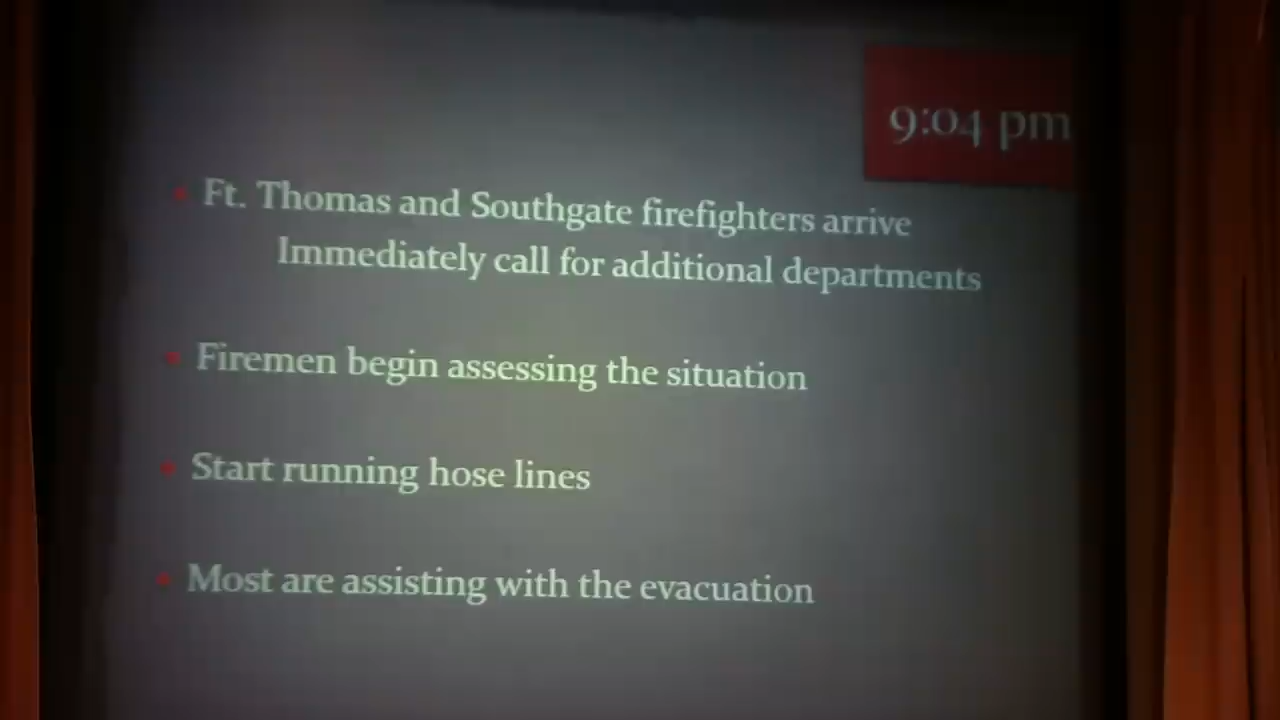 9:04 pm
Ft. Thomas and Southgate firefighters arrive
Immediately call for additional departments
Firemen begin assessing the situation
Start running hose lines
Most are assisting with the evacuation